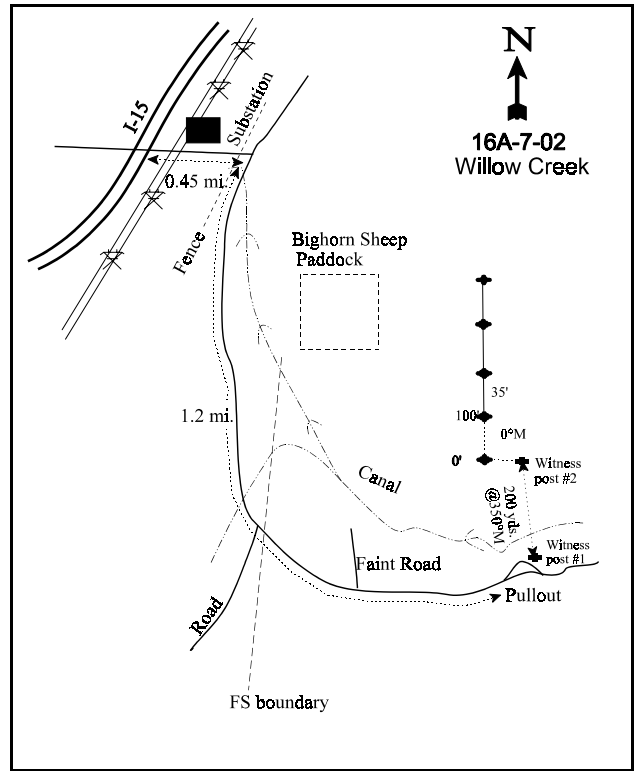 N
16A-7-02
Willow Creek
I-15
Substation
0.45 mi.
Fence
Bighorn Sheep
Paddock
35'
100'
0°M
1.2 mi.
0'
Witness
post #2
Canal
200 yds.
@350°M
Witness
post #1
Faint Road
Pullout
Road
FS boundary